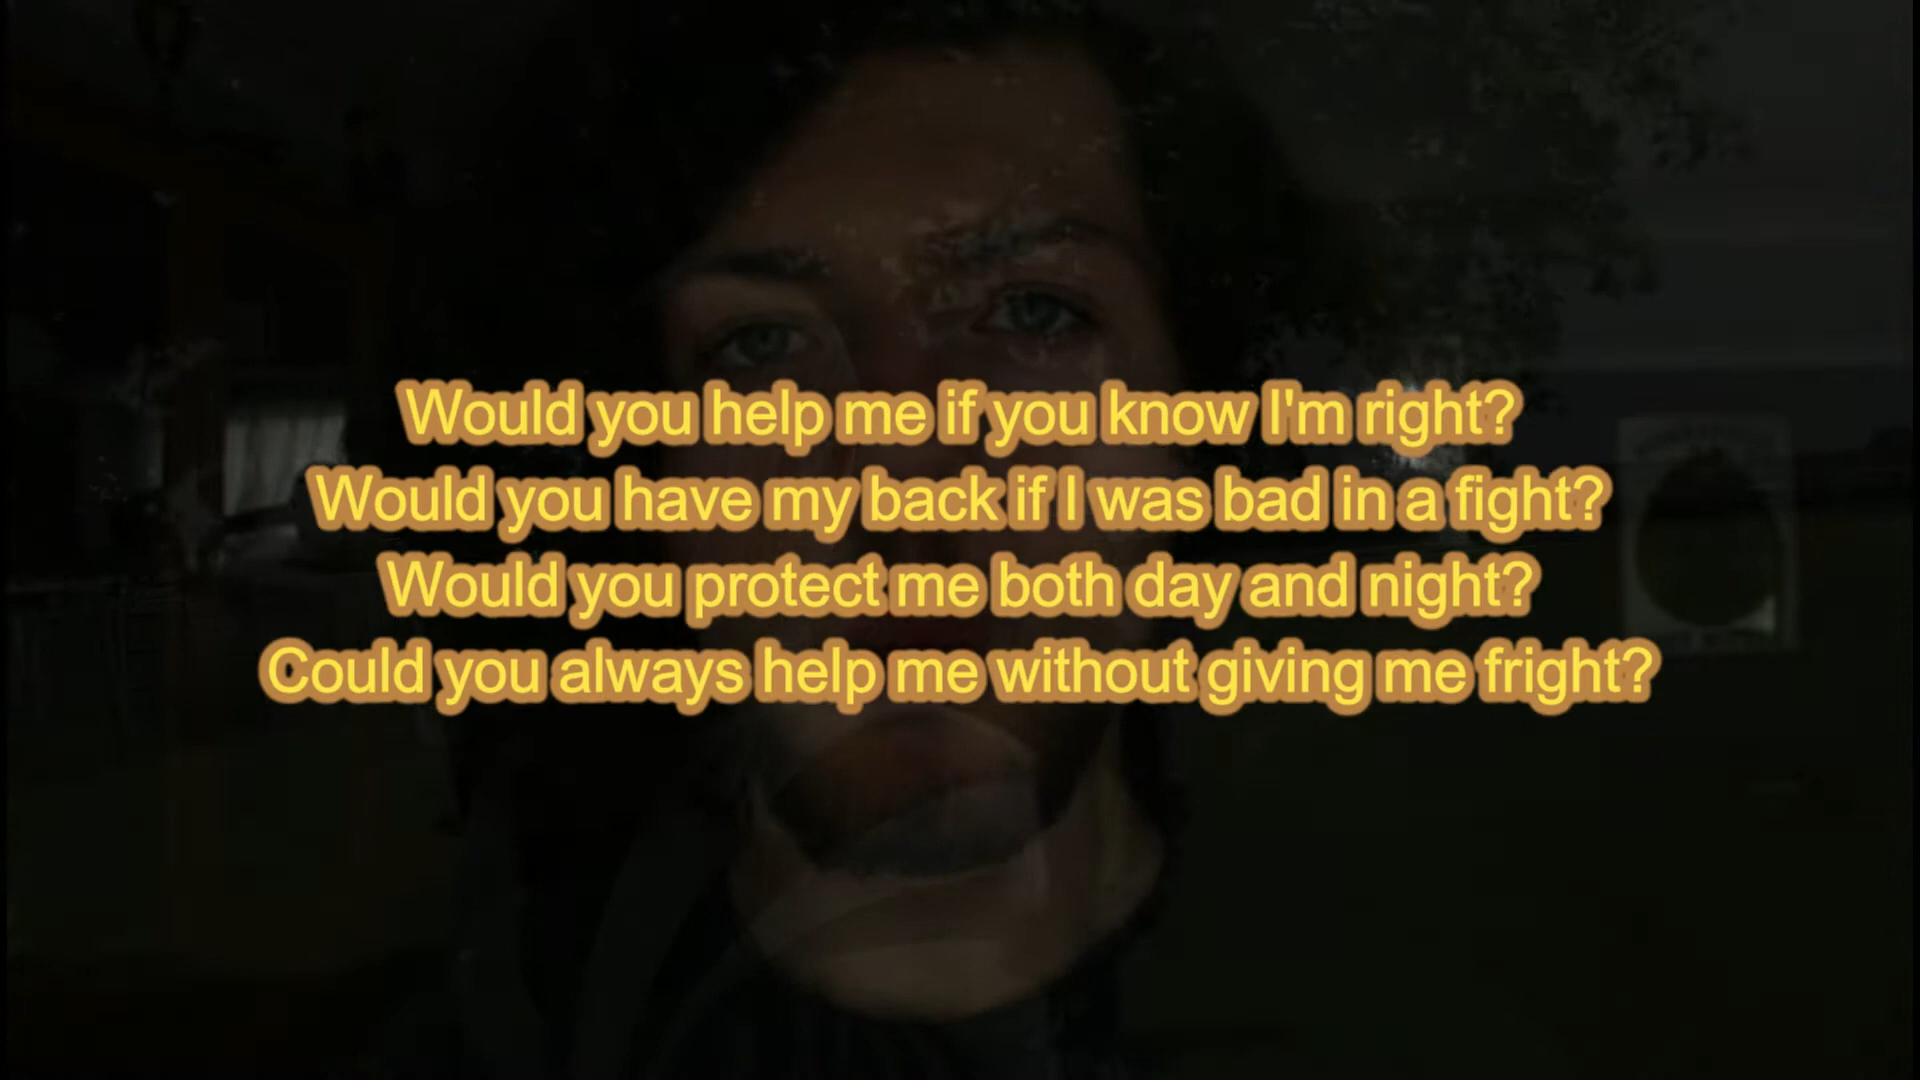 Would you help me if you know I'm right?
Would you have my back if I was bad in a fight?
Would you protect me both day and night?
Could you always help me without giving me fright?